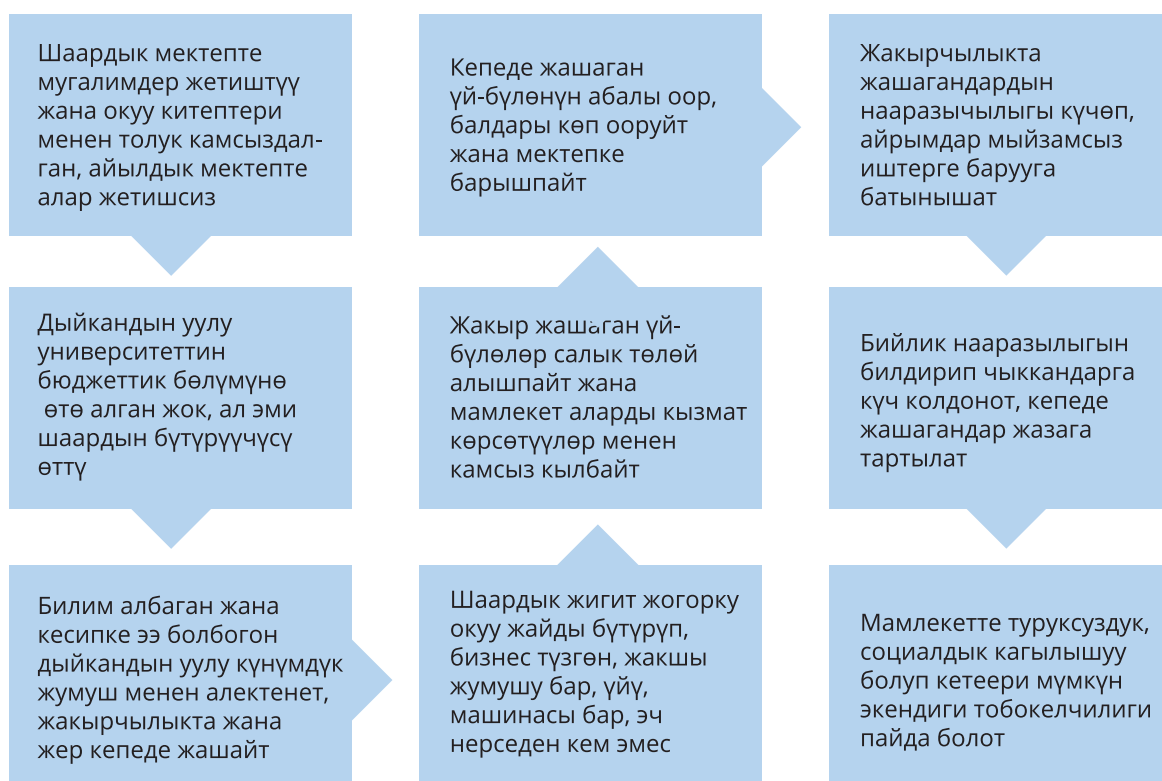 Шаардык мектепте
мугалимдер жетиштүү
жана окуу китептери
менен толук камсыздал-
ган, айылдык мектепте
алар жетишсиз
Дыйкандын уулу
университеттин
бюджеттик бөлүмүнө
өтө алган жок, ал эми
шаардын бүтүрүүчүсү
өттү
Билим албаган жана
кесипке ээ болбогон
дыйкандын уулу күнүмдүк
жумуш менен алектенет,
жакырчылыкта жана
жер кепеде жашайт
Шаардык жигит жогорку
окуу жайды бүтүрүп,
бизнес түзгөн, жакшы
жумушу бар, үйү,
машинасы бар, эч
нерседен кем эмес
Жакыр жашаган үй-
бүлөлөр салык төлөй
алышпайт жана
мамлекет аларды кызмат
көрсөтүүлөр менен
камсыз кылбайт
Кепеде жашаган
үй-бүлөнүн абалы оор,
балдары көп ооруйт
жана мектепке
барышпайт
Жакырчылыкта
жашагандардын
нааразычылыгы күчөп,
айрымдар мыйзамсыз
иштерге барууга
батынышат
Бийлик нааразылыгын
билдирип чыккандарга
күч колдонот, кепеде
жашагандар жазага
тартылат
Мамлекетте туруксуздук,
социалдык кагылышуу
болуп кетеери мүмкүн
экендиги тобокелчилиги
пайда болот